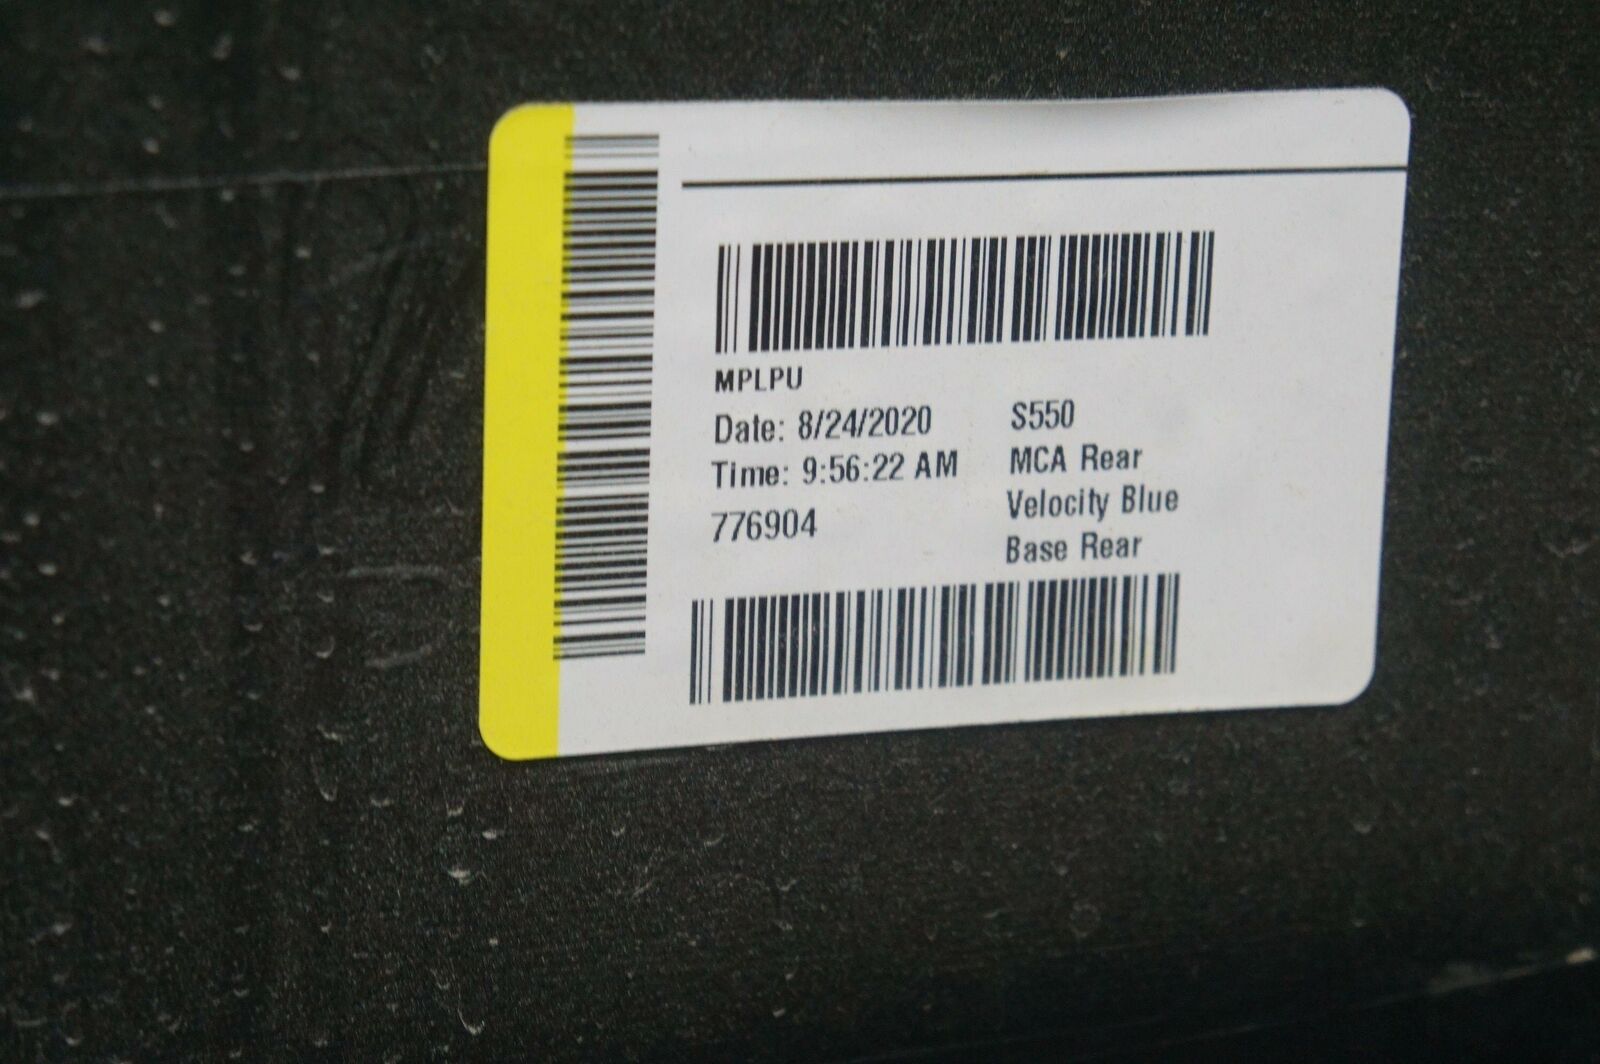 MPLPU
Date: 8/24/2020
Time: 9:56:22 AM
776904
S550
MCA Rear
Velocity Blue
Base Rear